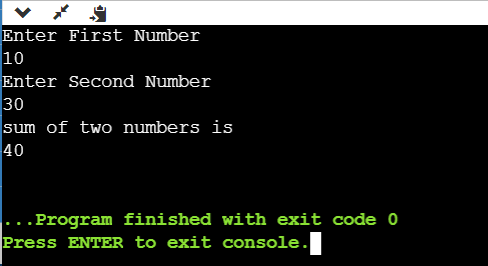 Enter First Number
10
Enter Second Number
30
sum of two numbers is
40
...Program finished with exit code 0
Press ENTER to exit console.